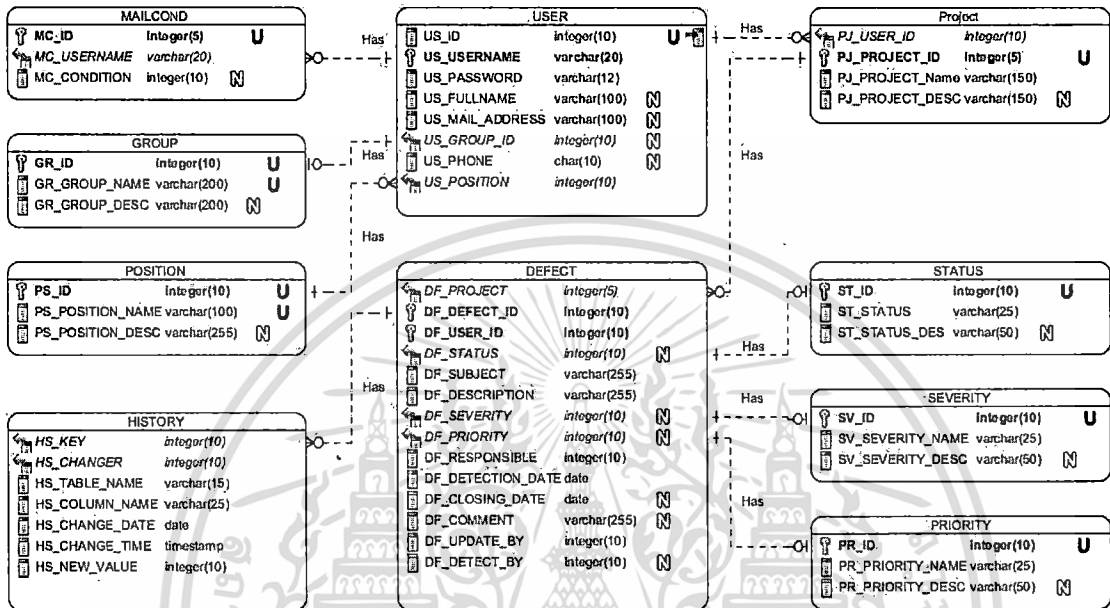 MAILCOND
MC_ID integer(5) U
MC_USERNAME varchar(20)
MC_CONDITION integer(10) N
Has
USER
US_ID integer(10) U
US_USERNAME varchar(20)
US_PASSWORD varchar(12)
US_FULLNAME varchar(100) N
US_MAIL_ADDRESS varchar(100) N
US_GROUP_ID integer(10) N
US_PHONE char(10) N
US_POSITION integer(10)
Has
Project
PJ_USER_ID integer(10)
PJ_PROJECT_ID integer(5) U
PJ_PROJECT_Name varchar(150)
PJ_PROJECT_DESC varchar(150) N
GROUP
GR_ID integer(10) U
GR_GROUP_NAME varchar(200) U
GR_GROUP_DESC varchar(200) N
Has
Has
Has
POSITION
PS_ID integer(10) U
PS_POSITION_NAME varchar(100) U
PS_POSITION_DESC varchar(255) N
Has
DEFECT
DF_PROJECT integer(5)
DF_DEFECT_ID integer(10)
DF_USER_ID integer(10)
DF_STATUS integer(10) N
DF_SUBJECT varchar(255)
DF_DESCRIPTION varchar(255)
DF_SEVERITY integer(10) N
DF_PRIORITY integer(10) N
DF_RESPONSIBLE integer(10)
DF_DETECTION_DATE date
DF_CLOSING_DATE date N
DF_COMMENT varchar(255) N
DF_UPDATE_BY integer(10)
DF_DETECT_BY integer(10) N
STATUS
ST_ID integer(10) U
ST_STATUS varchar(25)
ST_STATUS_DES varchar(50) N
Has
HISTORY
HS_KEY integer(10)
HS_CHANGER integer(10)
HS_TABLE_NAME varchar(15)
HS_COLUMN_NAME varchar(25)
HS_CHANGE_DATE date
HS_CHANGE_TIME timestamp
HS_NEW_VALUE integer(10)
Has
SEVERITY
SV_ID integer(10) U
SV_SEVERITY_NAME varchar(25)
SV_SEVERITY_DESC varchar(50) N
Has
PRIORITY
PR_ID integer(10) U
PR_PRIORITY_NAME varchar(25)
PR_PRIORITY_DESC varchar(50) N